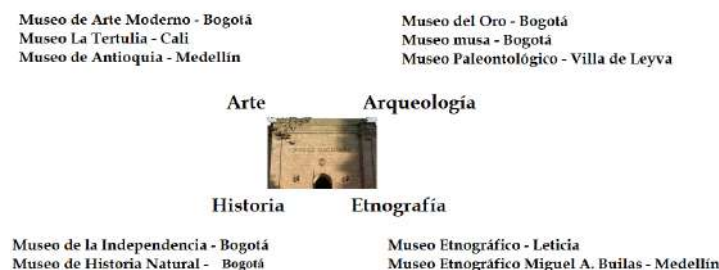 Museo de Arte Moderno - Bogotá
Museo La Tertulia - Cali
Museo de Antioquia - Medellín
Museo del Oro - Bogotá
Museo musa - Bogotá
Museo Paleontológico - Villa de Leyva
Arte
Arqueología
Historia
Etnografía
Museo de la Independencia - Bogotá
Museo de Historia Natural - Bogotá
Museo Etnográfico - Leticia
Museo Etnográfico Miguel A. Builas - Medellín